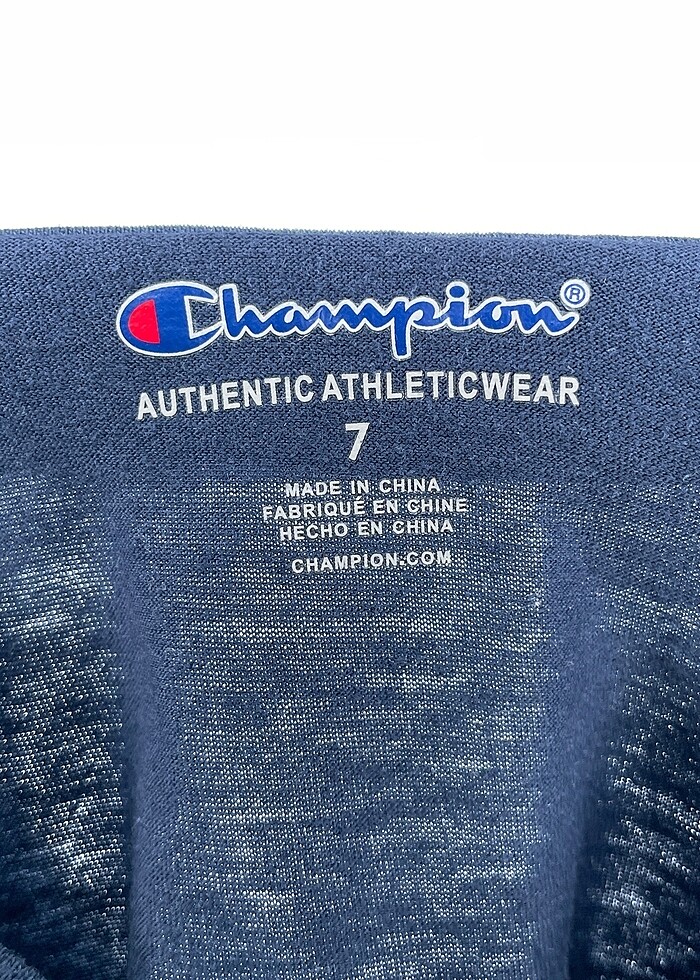 Champion®
AUTHENTIC ATHLETICWEAR
7
MADE IN CHINA
FABRIQUÉ EN CHINE
HECHO EN CHINA
CHAMPION.COM